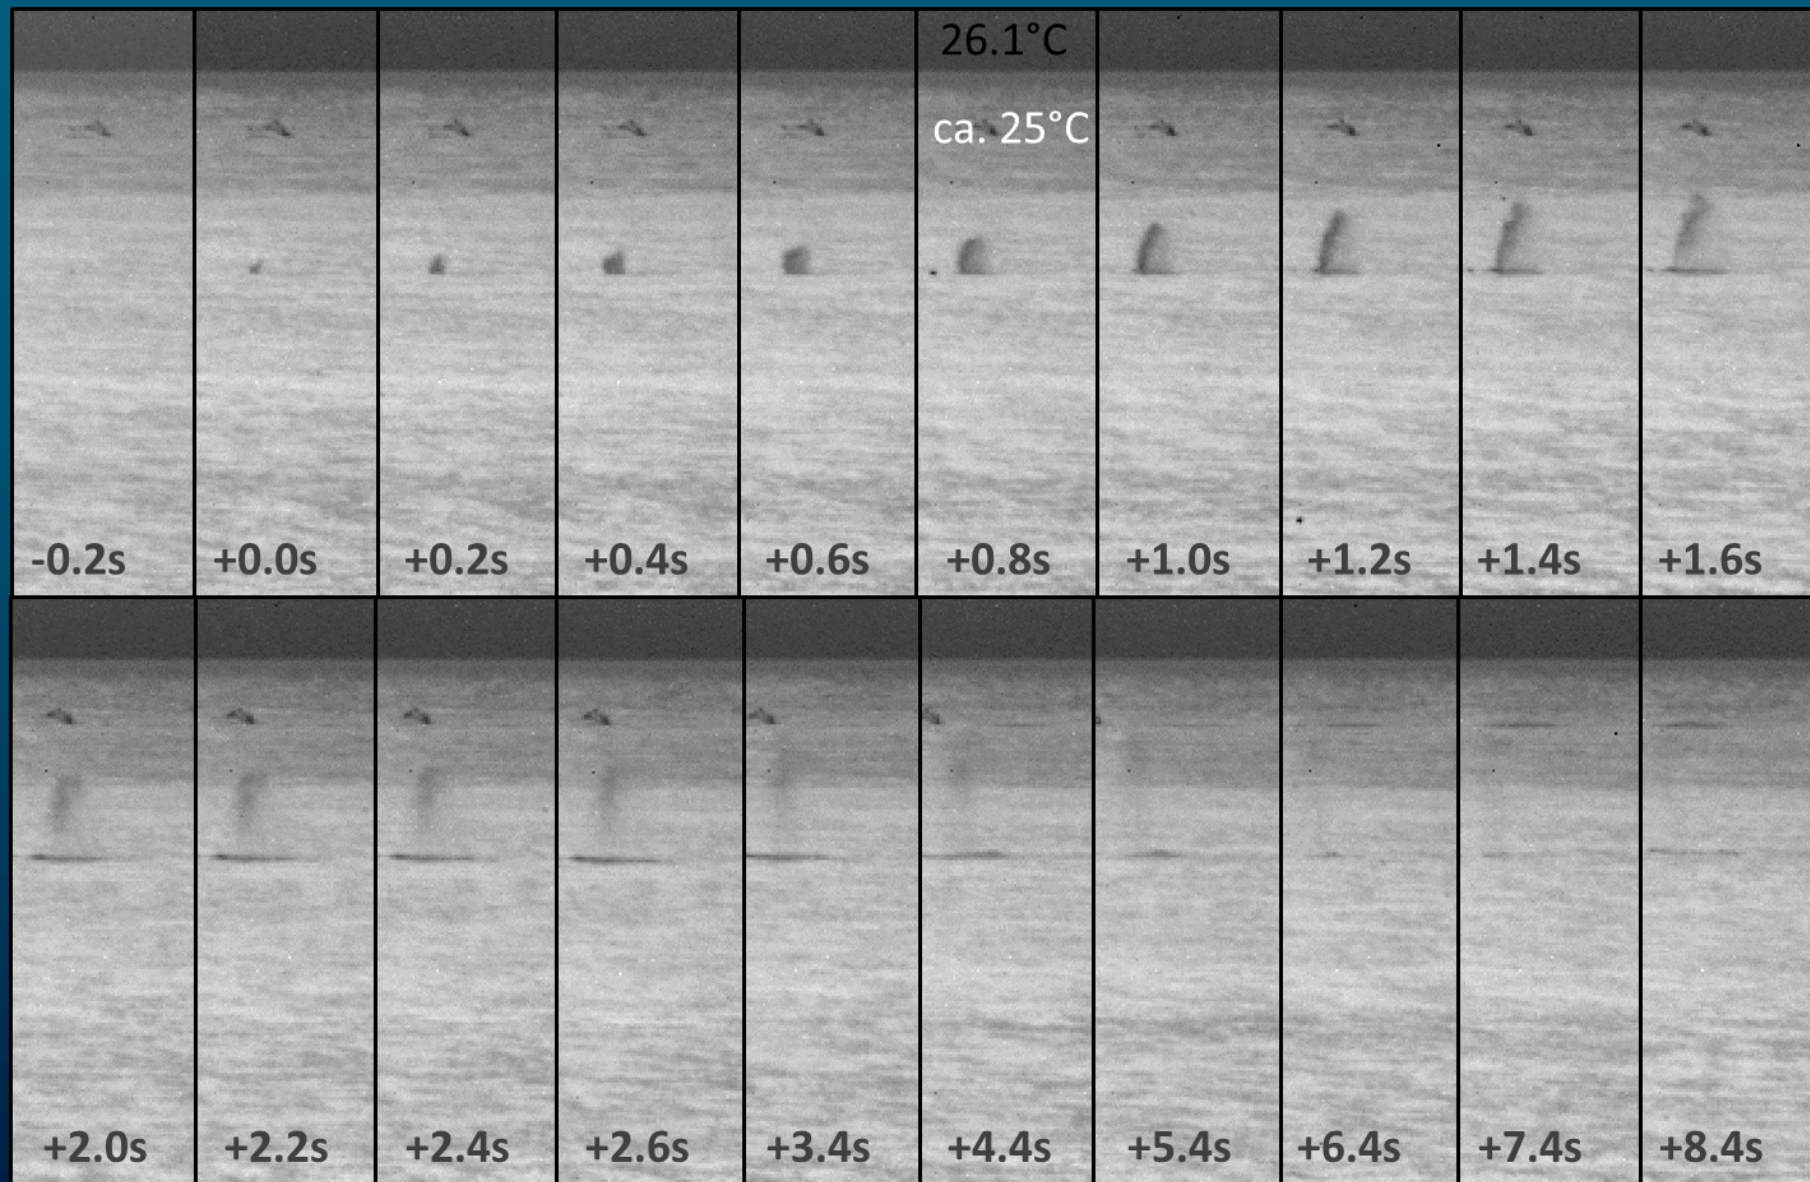 26.1°C
ca. 25°C
-0.2s
+0.0s
+0.2s
+0.4s
+0.6s
+0.8s
+1.0s
+1.2s
+1.4s
+1.6s
+2.0s
+2.2s
+2.4s
+2.6s
+3.4s
+4.4s
+5.4s
+6.4s
+7.4s
+8.4s